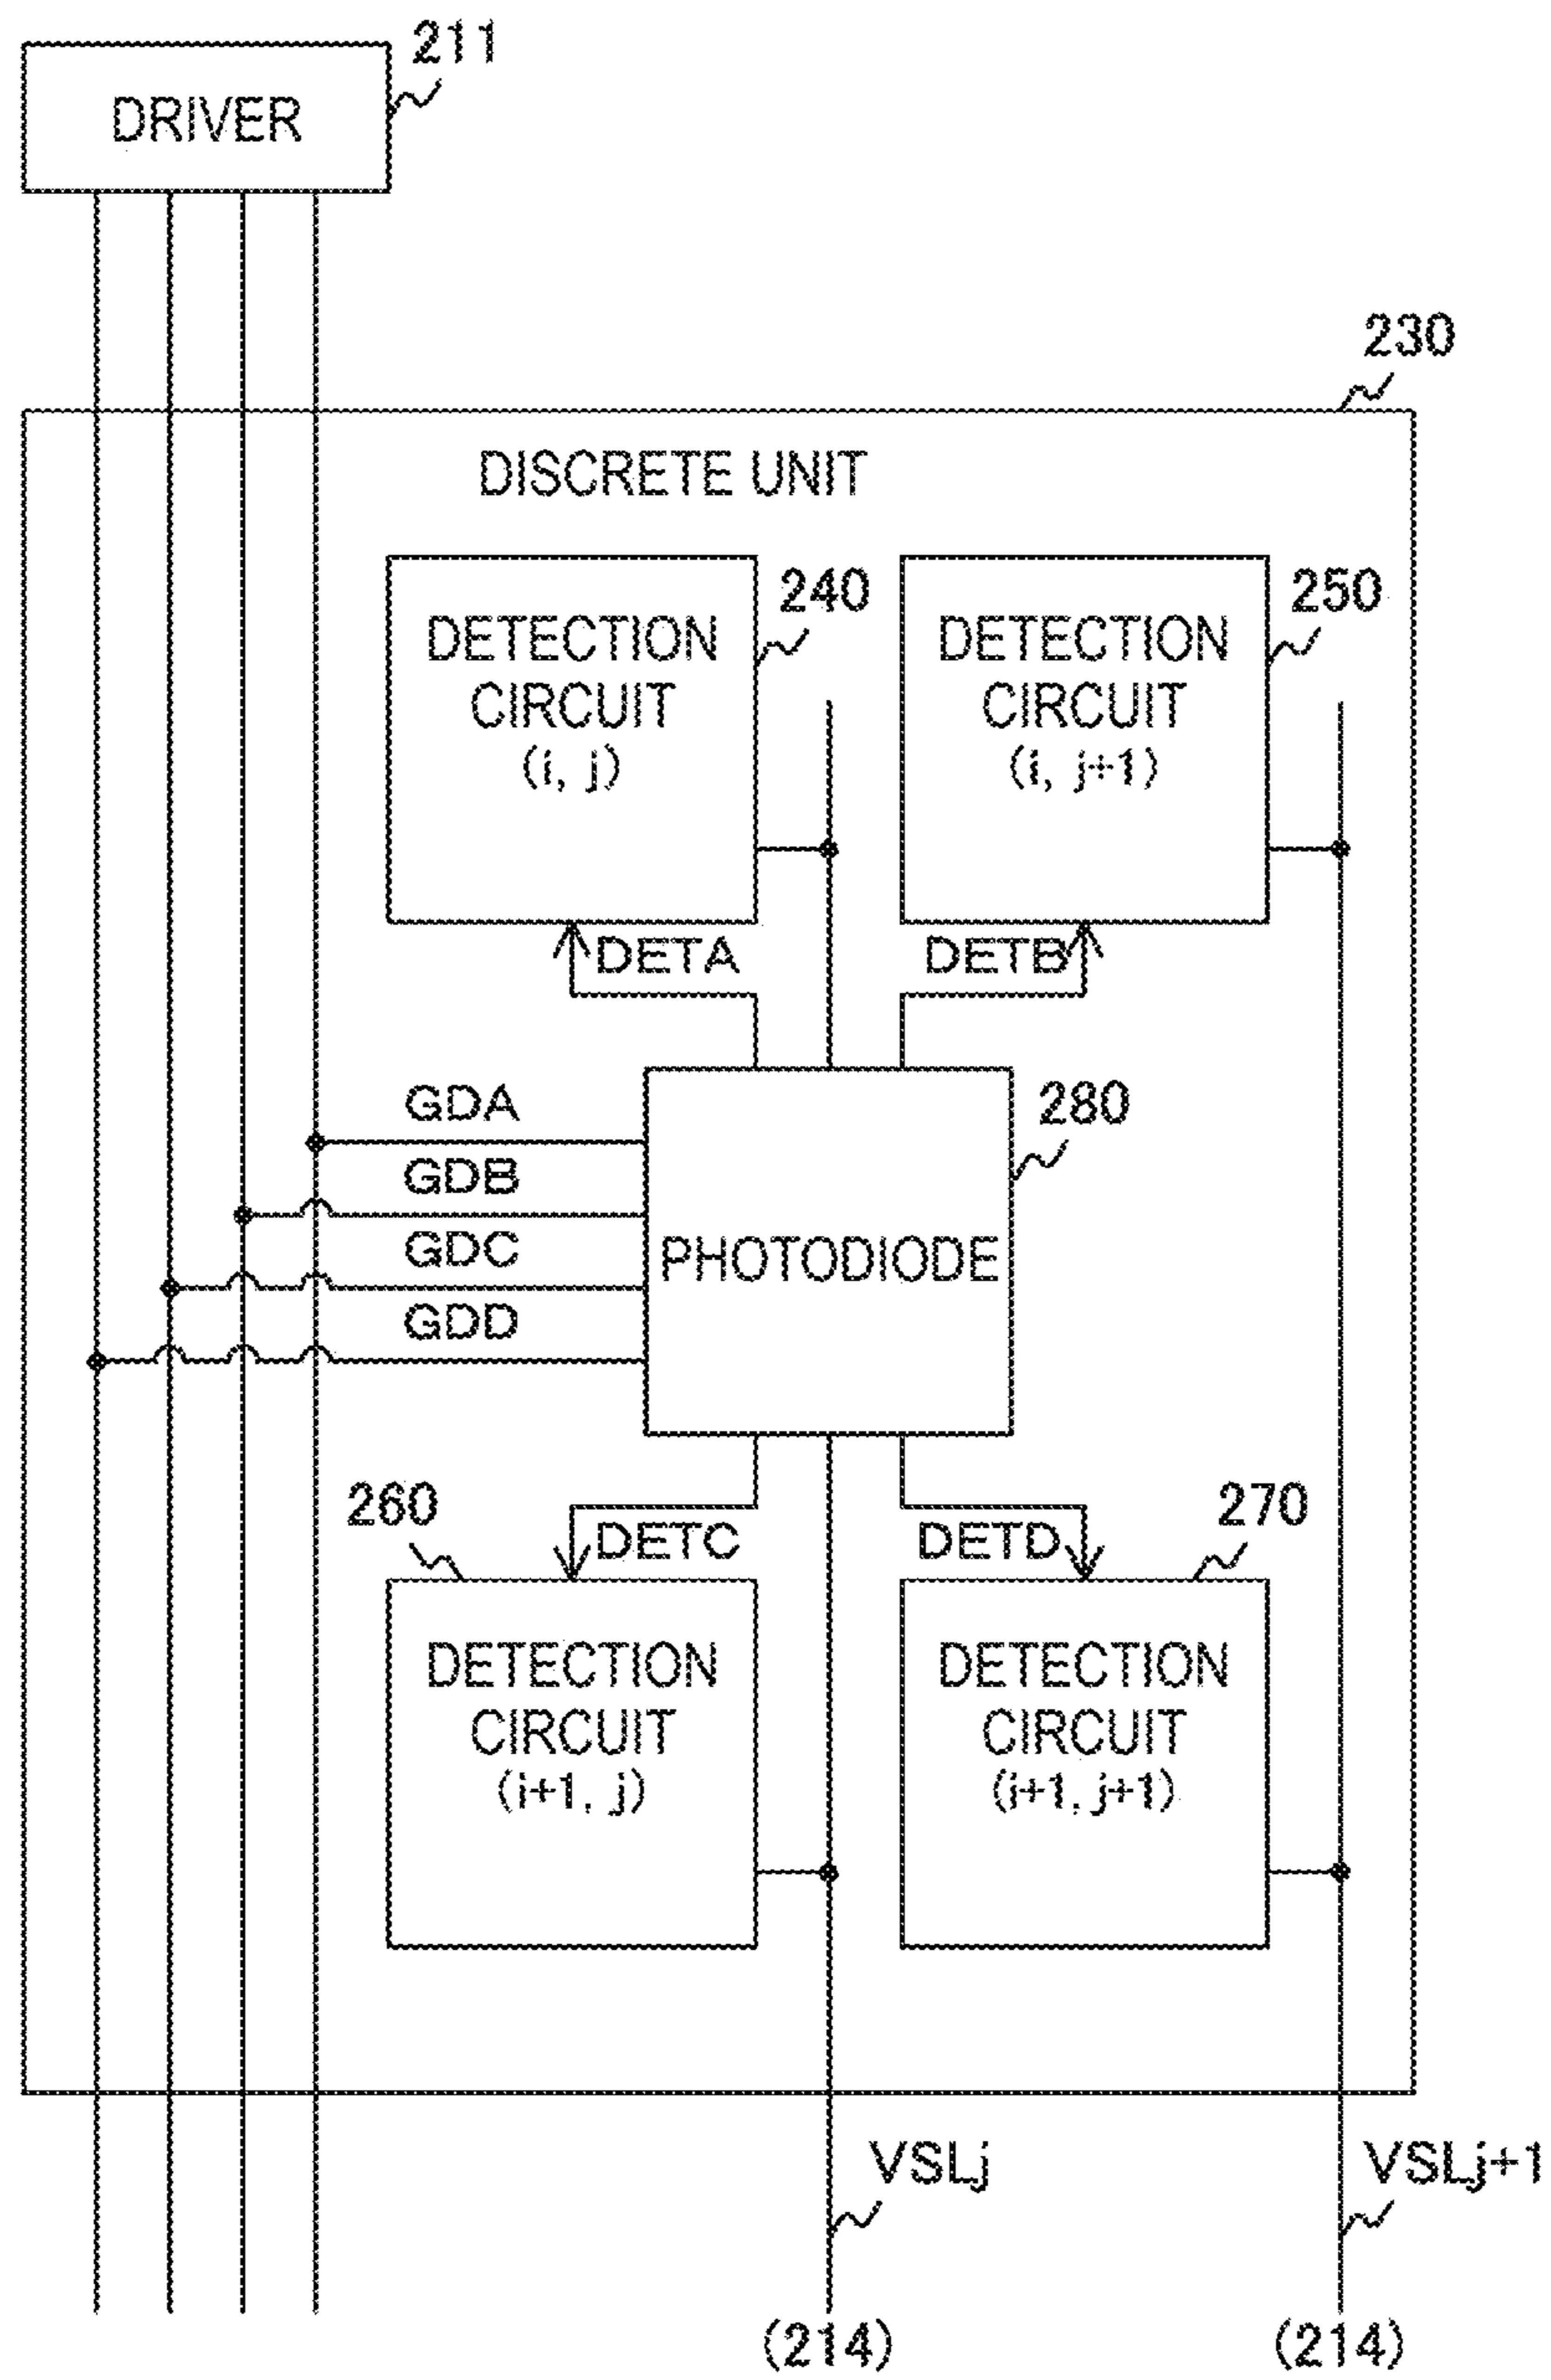 211
DRIVER
230
DISCRETE UNIT
240
250
DETECTION
CIRCUIT
(i, j)
DETECTION
CIRCUIT
(i, j+1)
DETA
DETB
GDA
GDB
GDC
GDD
280
PHOTODIODE
260
270
DETC
DETD
DETECTION
CIRCUIT
(i+1, j)
DETECTION
CIRCUIT
(i+1, j+1)
VSLj
VSLj+1
(214)
(214)